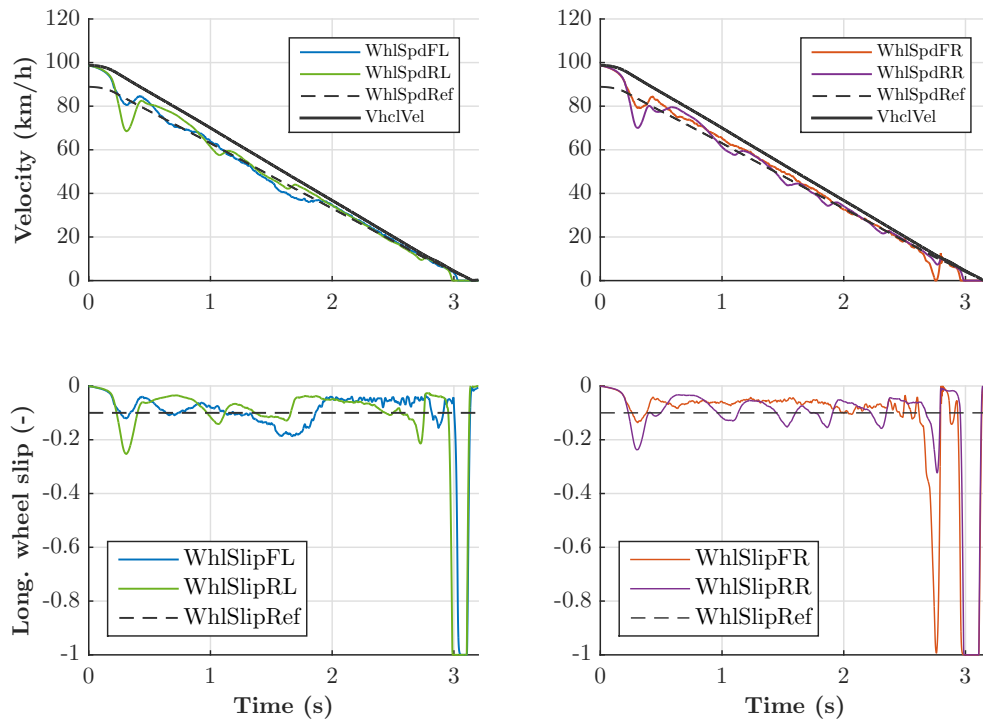 120
100
80
60
40
20
0
Velocity (km/h)
WhlSpdFL
WhlSpdRL
WhlSpdRef
VhclVel
0 1 2 3
120
100
80
60
40
20
0
WhlSpdFR
WhlSpdRR
WhlSpdRef
VhclVel
0 1 2 3
0
-0.2
-0.4
-0.6
-0.8
-1
Long. wheel slip (-)
WhlSlipFL
WhlSlipRL
WhlSlipRef
0 1 2 3
Time (s)
0
-0.2
-0.4
-0.6
-0.8
-1
WhlSlipFR
WhlSlipRR
WhlSlipRef
0 1 2 3
Time (s)